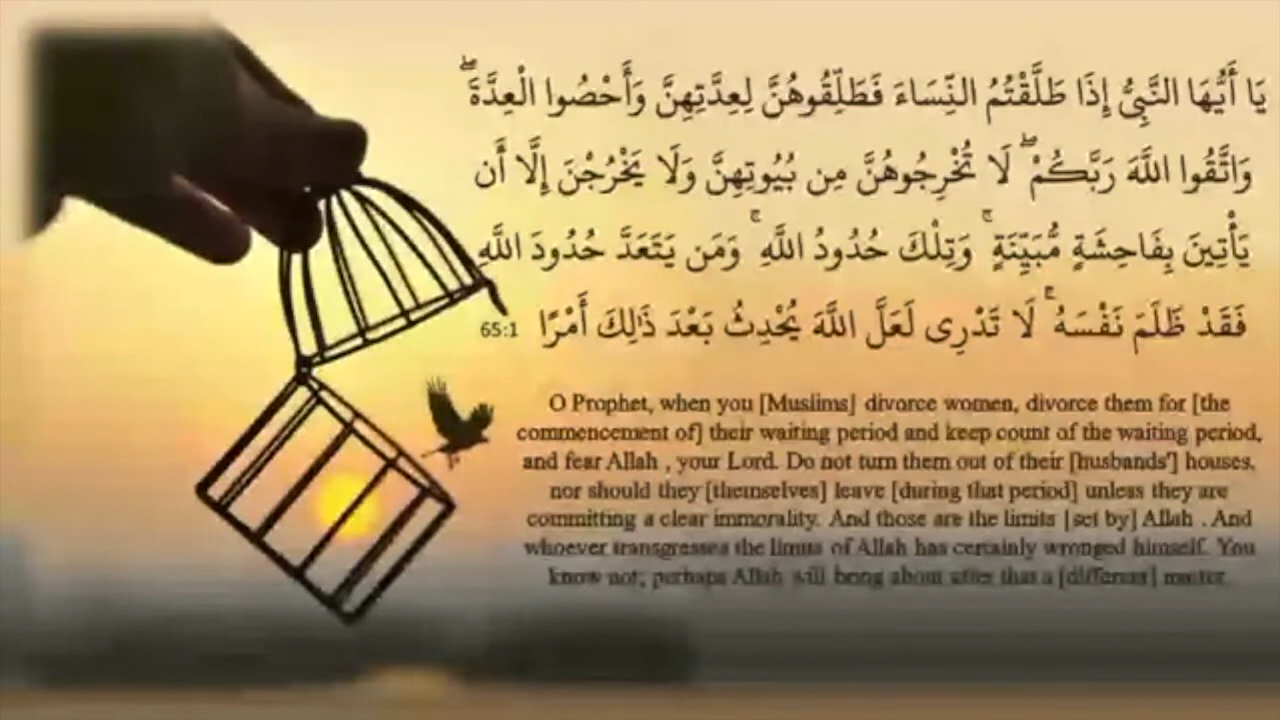 يَا أَيُّهَا النَّبِيُّ إِذَا طَلَّقْتُمُ النِّسَاءَ فَطَلِّقُوهُنَّ لِعِدَّتِهِنَّ وَأَحْصُوا الْعِدَّةَ ۖ
وَاتَّقُوا اللَّهَ رَبَّكُمْ ۖ لَا تُخْرِجُوهُنَّ مِن بُيُوتِهِنَّ وَلَا يَخْرُجْنَ إِلَّا أَن
يَأْتِينَ بِفَاحِشَةٍ مُّبَيِّنَةٍ ۚ وَتِلْكَ حُدُودُ اللَّهِ ۚ وَمَن يَتَعَدَّ حُدُودَ اللَّهِ
فَقَدْ ظَلَمَ نَفْسَهُ ۚ لَا تَدْرِى لَعَلَّ اللَّهَ يُحْدِثُ بَعْدَ ذَٰلِكَ أَمْرًا 65:1
O Prophet, when you [Muslims] divorce women, divorce them for [the
commencement of] their waiting period and keep count of the waiting period,
and fear Allah , your Lord. Do not turn them out of their [husbands'] houses,
nor should they [themselves] leave [during that period] unless they are
committing a clear immorality. And those are the limits [set by] Allah . And
whoever transgresses the limits of Allah has certainly wronged himself. You
know not; perhaps Allah will bring about after that a [different] matter.